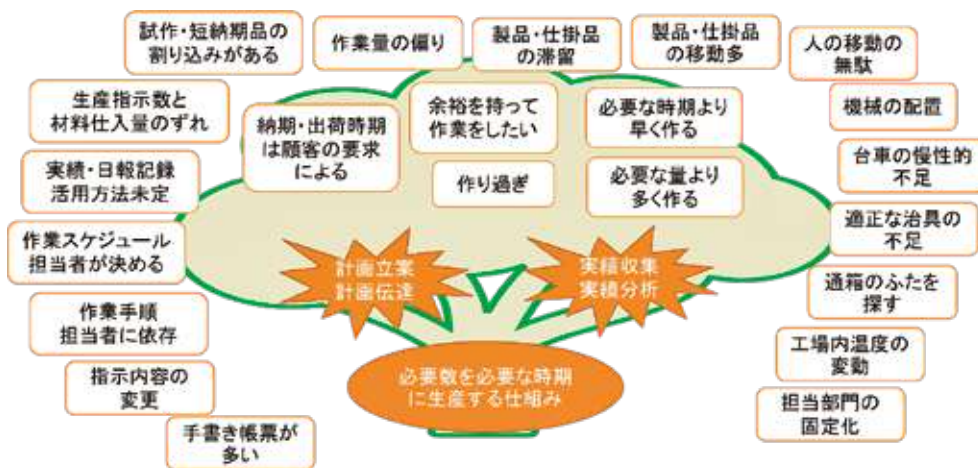 試作・短納期品の
割り込みがある
作業量の偏り
製品・仕掛品
の滞留
製品・仕掛品
の移動多
人の移動の
無駄
生産指示数と
材料仕入量のずれ
納期・出荷時期
は顧客の要求
による
余裕を持って
作業をしたい
必要な時期より
早く作る
機械の配置
実績・日報記録
活用方法未定
作り過ぎ
必要な量より
多く作る
台車の慢性的
不足
作業スケジュール
担当者が決める
適正な治具の
不足
計画立案
計画伝達
実績収集
実績分析
通箱のふたを
探す
作業手順
担当者に依存
工場内温度の
変動
指示内容の
変更
必要数を必要な時期
に生産する仕組み
担当部門の
固定化
手書き帳票が
多い